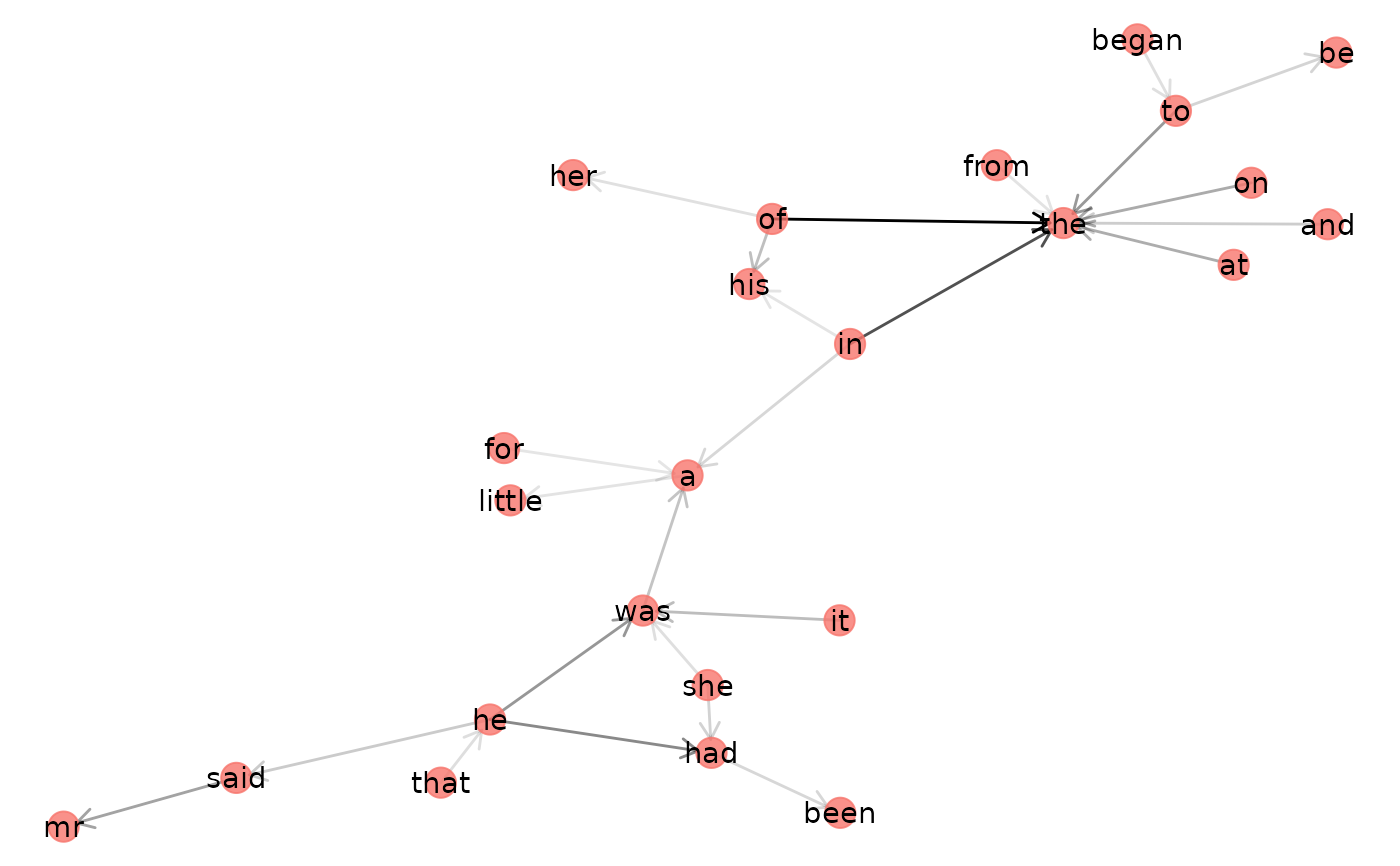 began
be
to
from
her
on
of
the
and
at
his
in
for
a
little
was
it
she
he
had
said
that
been
mr